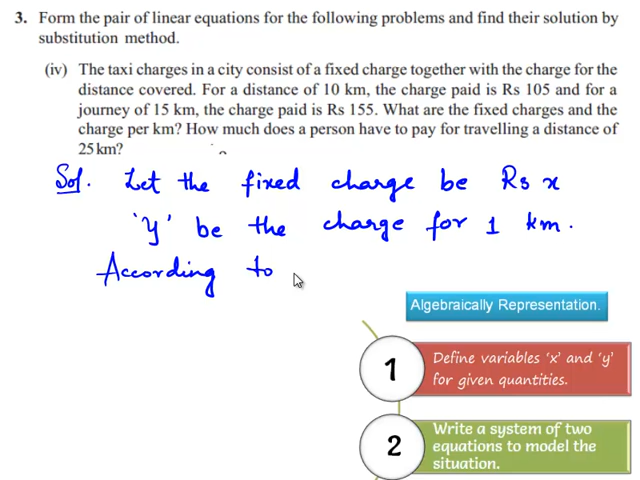 3. Form the pair of linear equations for the following problems and find their solution by
substitution method.
(iv) The taxi charges in a city consist of a fixed charge together with the charge for the
distance covered. For a distance of 10 km, the charge paid is Rs 105 and for a
journey of 15 km, the charge paid is Rs 155. What are the fixed charges and the
charge per km? How much does a person have to pay for travelling a distance of
25 km?
Sol. Let the fixed charge be Rs x
'y' be the charge for 1 km.
According to
Algebraically Representation.
1
Define variables 'x' and 'y'
for given quantities.
2
Write a system of two
equations to model the
situation.